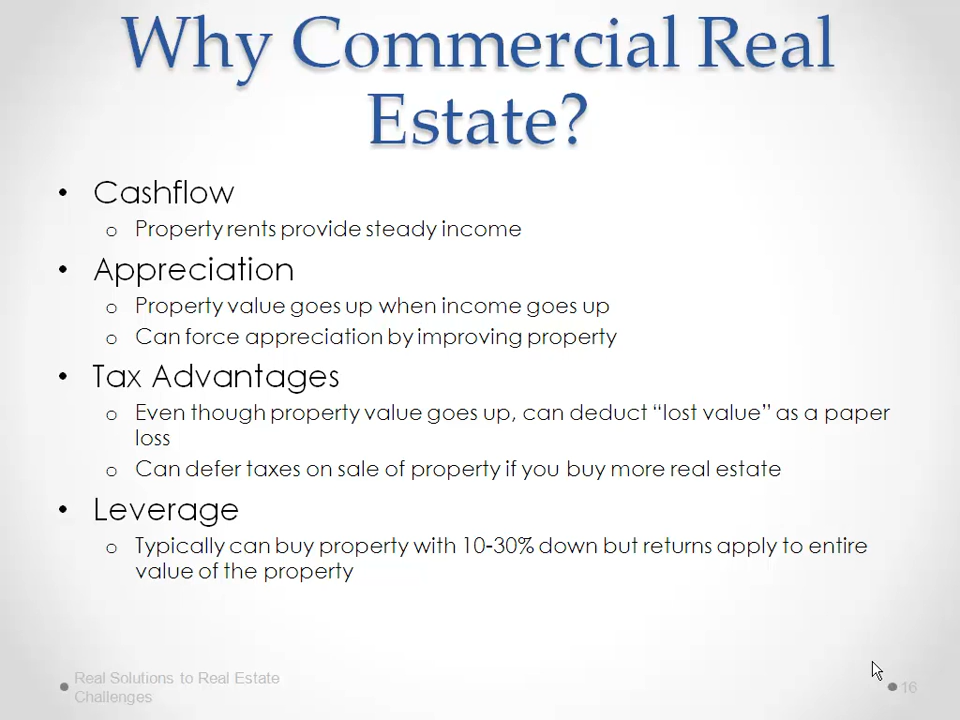 Why Commercial Real
Estate?
• Cashflow
o Property rents provide steady income
• Appreciation
o Property value goes up when income goes up
o Can force appreciation by improving property
• Tax Advantages
o Even though property value goes up, can deduct “lost value” as a paper
loss
o Can defer taxes on sale of property if you buy more real estate
• Leverage
o Typically can buy property with 10-30% down but returns apply to entire
value of the property
• Real Solutions to Real Estate
Challenges
• 16